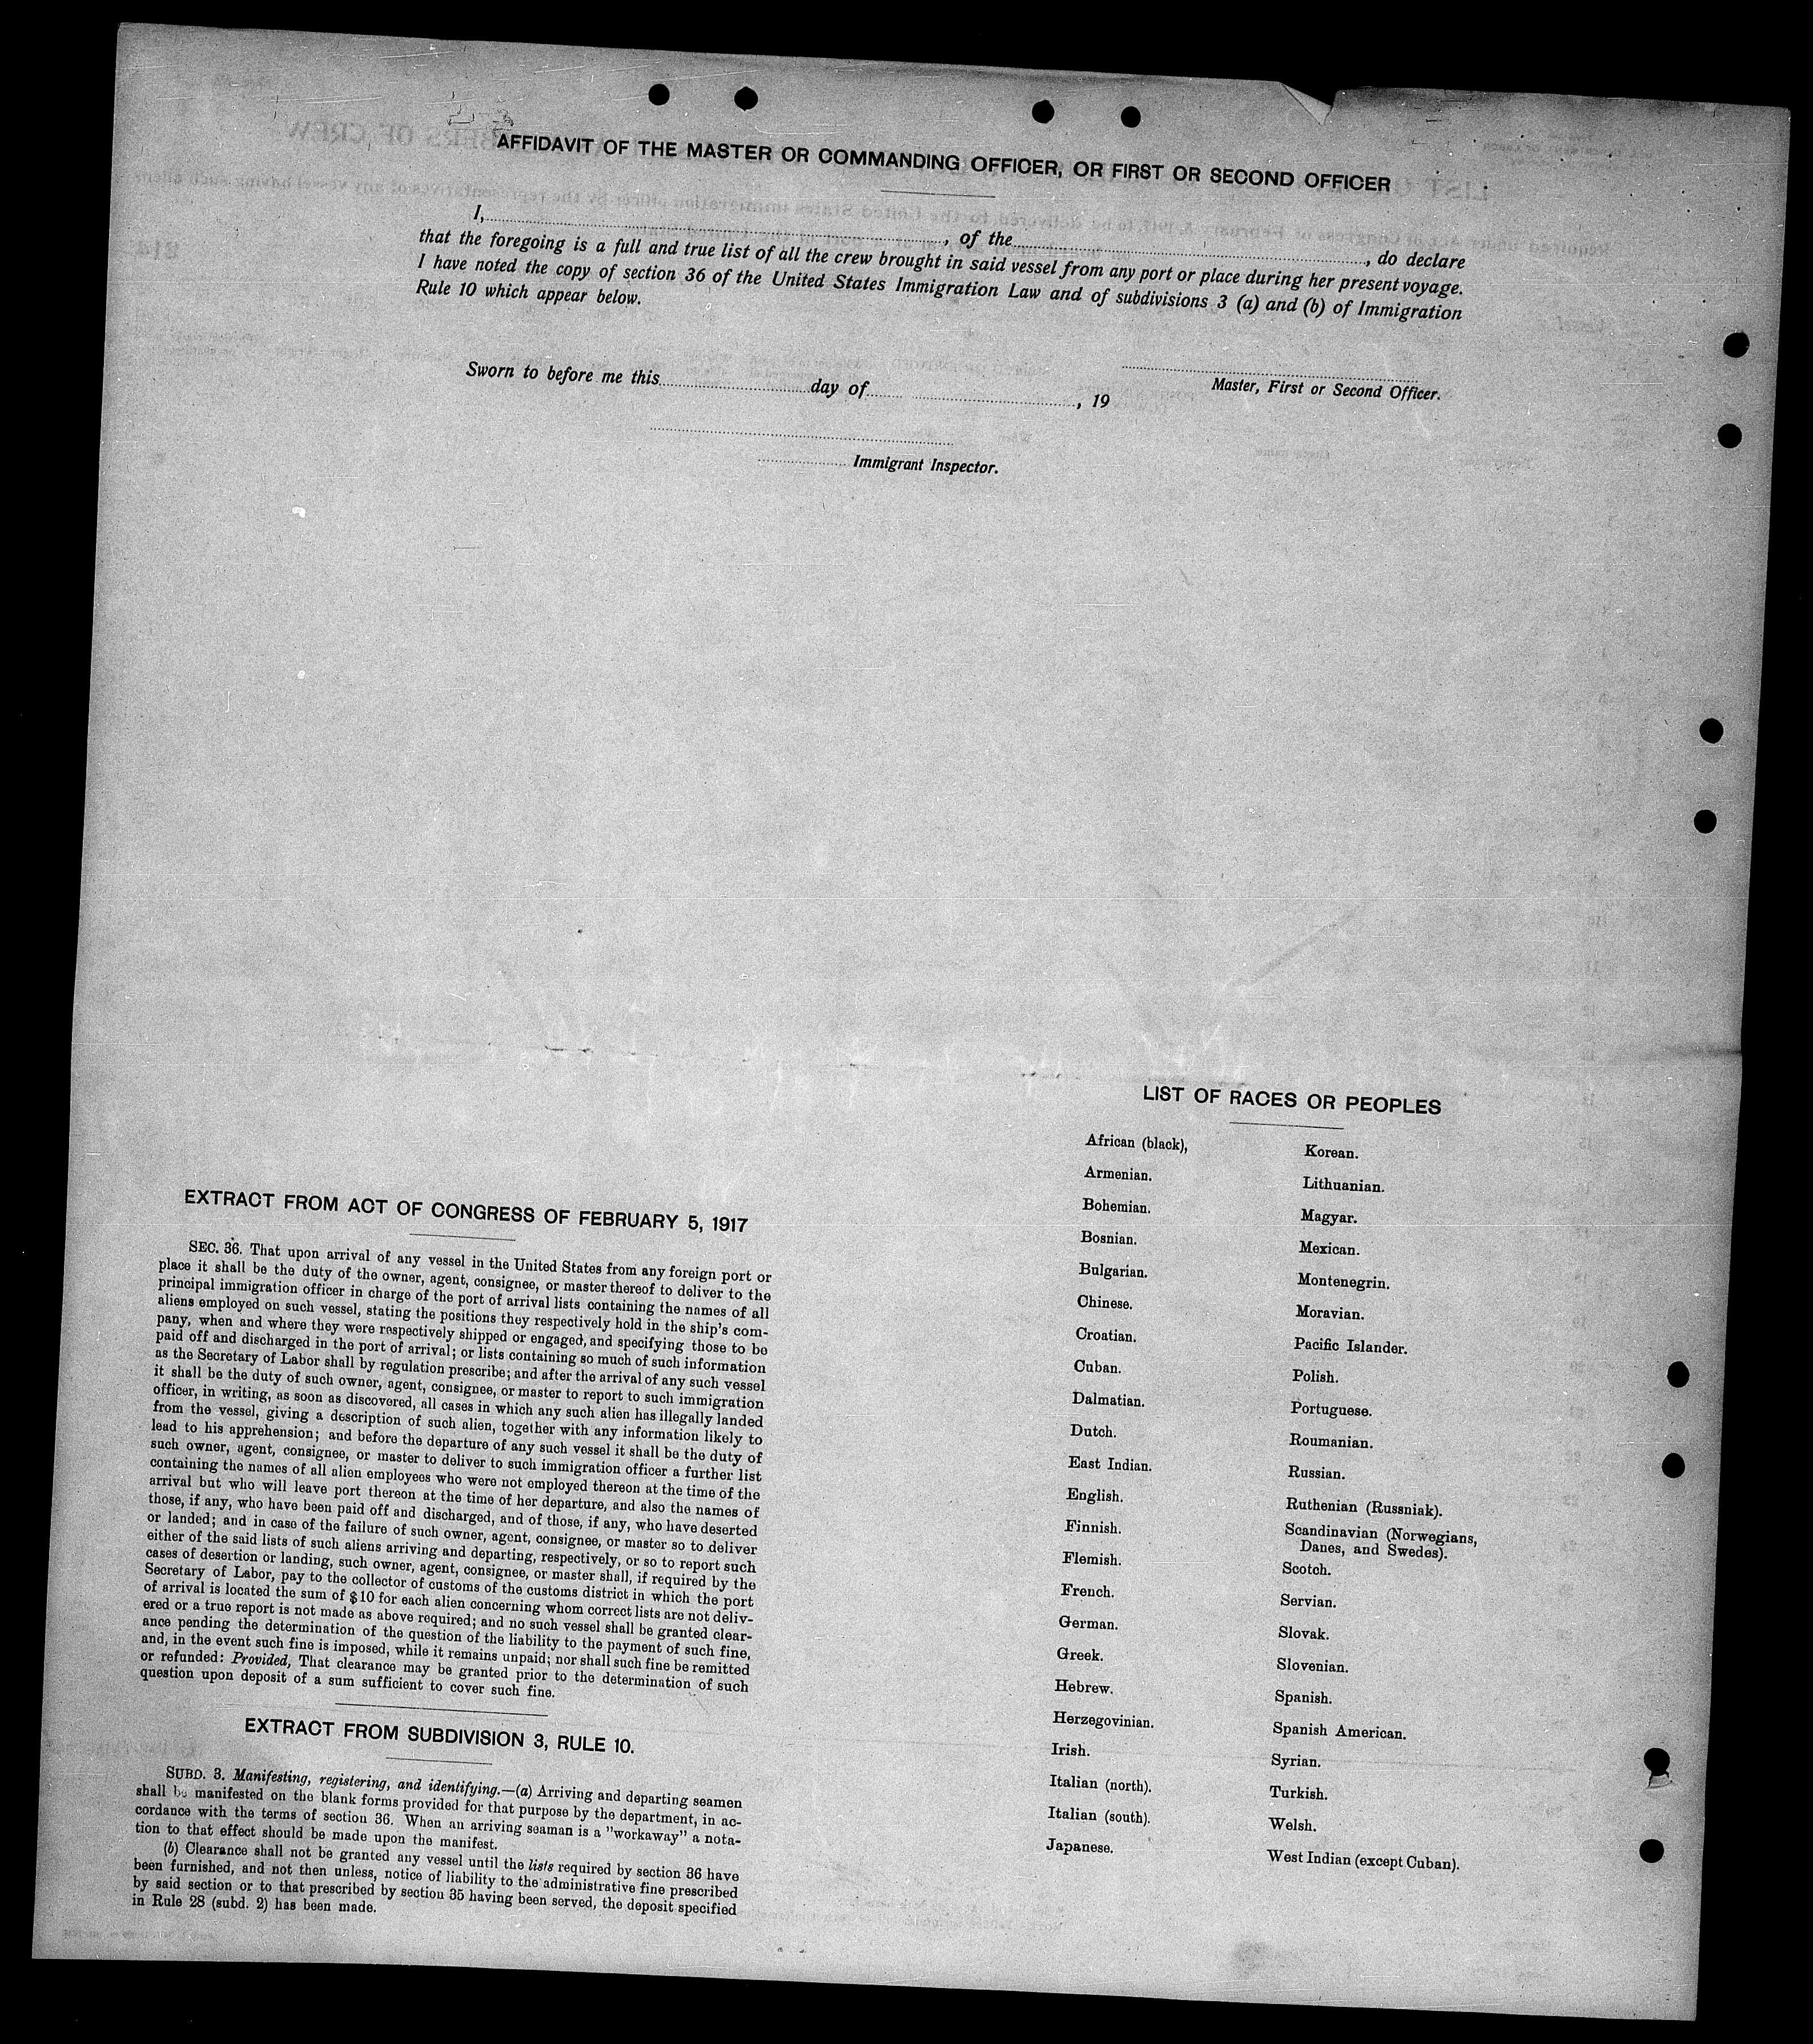 AFFIDAVIT OF THE MASTER OR COMMANDING OFFICER, OR FIRST OR SECOND OFFICER
I, , of the , do declare
that the foregoing is a full and true list of all the crew brought in said vessel from any port or place during her present voyage.
I have noted the copy of section 36 of the United States Immigration Law and of subdivisions 3 (a) and (b) of Immigration
Rule 10 which appear below.
Sworn to before me this day of , 19
Master, First or Second Officer.
Immigrant Inspector.
EXTRACT FROM ACT OF CONGRESS OF FEBRUARY 5, 1917
SEC. 36. That upon arrival of any vessel in the United States from any foreign port or
place it shall be the duty of the owner, agent, consignee, or master thereof to deliver to the
principal immigration officer in charge of the port of arrival lists containing the names of all
aliens employed on such vessel, stating the positions they respectively hold in the ship's com-
pany, when and where they were respectively shipped or engaged, and specifying those to be
paid off and discharged in the port of arrival; or lists containing so much of such information
as the Secretary of Labor shall by regulation prescribe; and after the arrival of any such vessel
it shall be the duty of such owner, agent, consignee, or master to report to such immigration
officer, in writing, as soon as discovered, all cases in which any such alien has illegally landed
from the vessel, giving a description of such alien, together with any information likely to
lead to his apprehension; and before the departure of any such vessel it shall be the duty of
such owner, agent, consignee, or master to deliver to such immigration officer a further list
containing the names of all alien employees who were not employed thereon at the time of the
arrival but who will leave port thereon at the time of her departure, and also the names of
those, if any, who have been paid off and discharged, and of those, if any, who have deserted
or landed; and in case of the failure of such owner, agent, consignee, or master so to deliver
either of the said lists of such aliens arriving and departing, respectively, or so to report such
cases of desertion or landing, such owner, agent, consignee, or master shall, if required by the
Secretary of Labor, pay to the collector of customs of the customs district in which the port
of arrival is located the sum of $10 for each alien concerning whom correct lists are not deliv-
ered or a true report is not made as above required; and no such vessel shall be granted clear-
ance pending the determination of the question of the liability to the payment of such fine,
and, in the event such fine is imposed, while it remains unpaid; nor shall such fine be remitted
or refunded: Provided, That clearance may be granted prior to the determination of such
question upon deposit of a sum sufficient to cover such fine.
EXTRACT FROM SUBDIVISION 3, RULE 10.
SUBD. 3. Manifesting, registering, and identifying.—(a) Arriving and departing seamen
shall be manifested on the blank forms provided for that purpose by the department, in ac-
cordance with the terms of section 36. When an arriving seaman is a "workaway" a nota-
tion to that effect should be made upon the manifest.
(b) Clearance shall not be granted any vessel until the lists required by section 36 have
been furnished, and not then unless, notice of liability to the administrative fine prescribed
by said section or to that prescribed by section 35 having been served, the deposit specified
in Rule 28 (subd. 2) has been made.
LIST OF RACES OR PEOPLES
African (black),
Armenian.
Bohemian.
Bosnian.
Bulgarian.
Chinese.
Croatian.
Cuban.
Dalmatian.
Dutch.
East Indian.
English.
Finnish.
Flemish.
French.
German.
Greek.
Hebrew.
Herzegovinian.
Irish.
Italian (north).
Italian (south).
Japanese.
Korean.
Lithuanian.
Magyar.
Mexican.
Montenegrin.
Moravian.
Pacific Islander.
Polish.
Portuguese.
Roumanian.
Russian.
Ruthenian (Russniak).
Scandinavian (Norwegians,
Danes, and Swedes).
Scotch.
Servian.
Slovak.
Slovenian.
Spanish.
Spanish American.
Syrian.
Turkish.
Welsh.
West Indian (except Cuban).